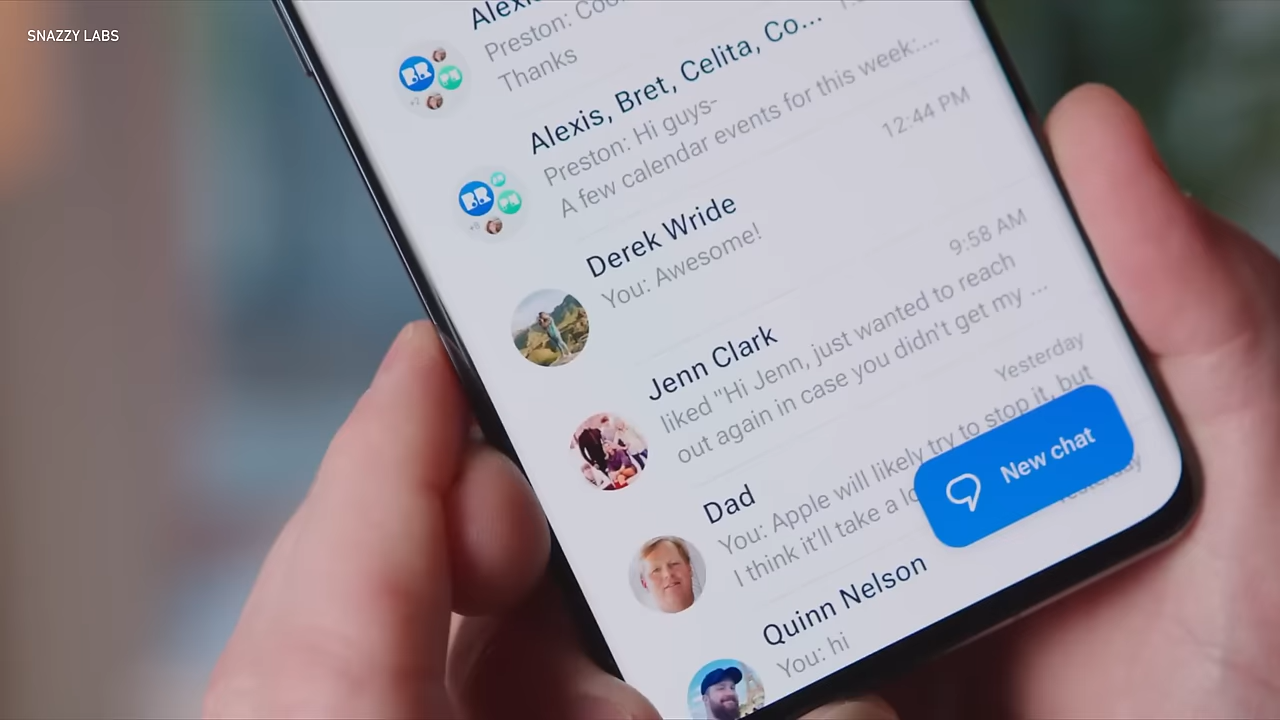 SNAZZY LABS
Preston:
Thanks
Alexis, Bret, Celita, Co...
Preston: Hi guys-
A few calendar events for this week:....
12:44 PM
Derek Wride
You: Awesome!
9:58 AM
Jenn Clark
liked "Hi Jenn, just wanted to reach
out again in case you didn't get my ...
Yesterday
Dad
You: Apple will likely try to stop it, but
I think it'll take a
New chat
Yesterday
Quinn Nelson
You: hi